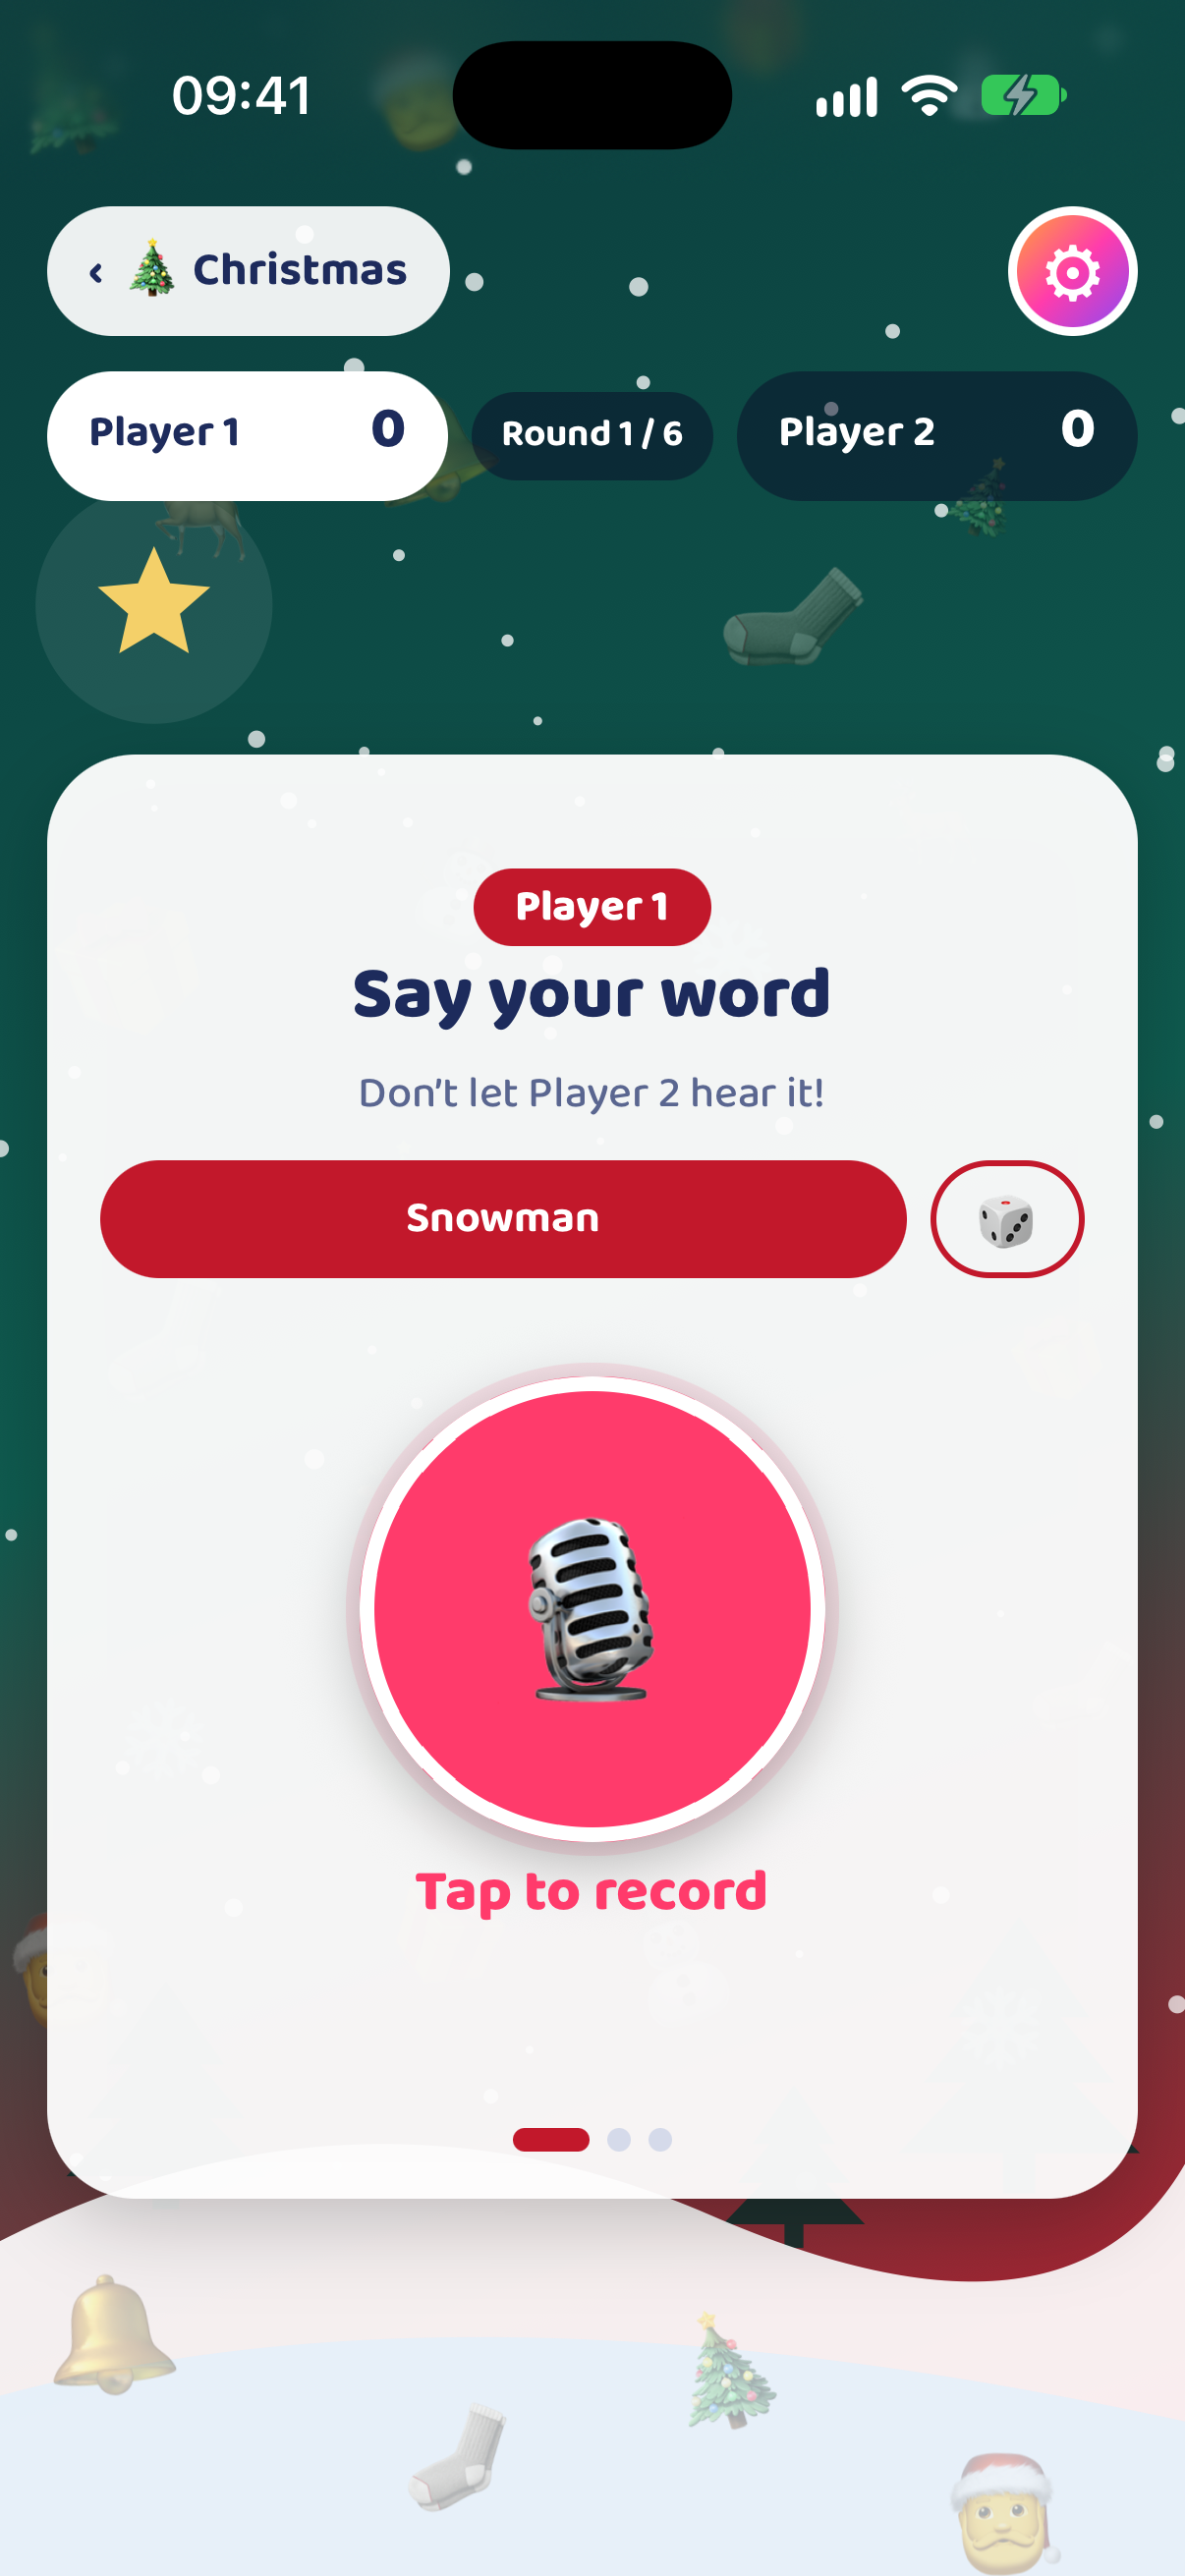 09:41
‹ 🎄 Christmas
Player 1 0
Round 1 / 6
Player 2 0
Player 1
Say your word
Don't let Player 2 hear it!
Snowman
Tap to record